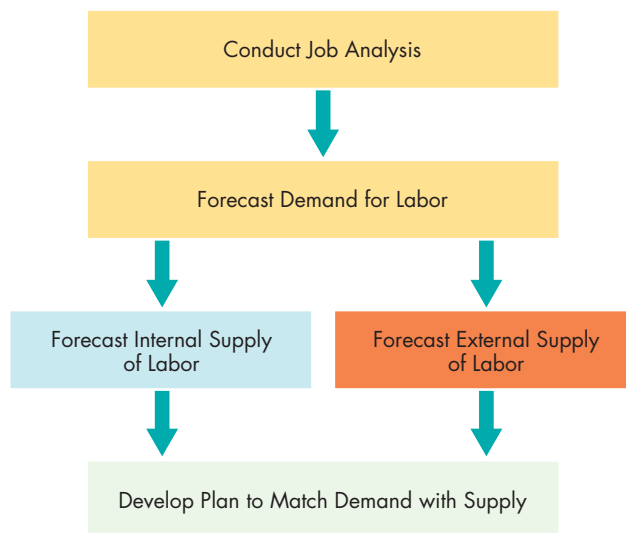 Conduct Job Analysis
Forecast Demand for Labor
Forecast Internal Supply
of Labor
Forecast External Supply
of Labor
Develop Plan to Match Demand with Supply